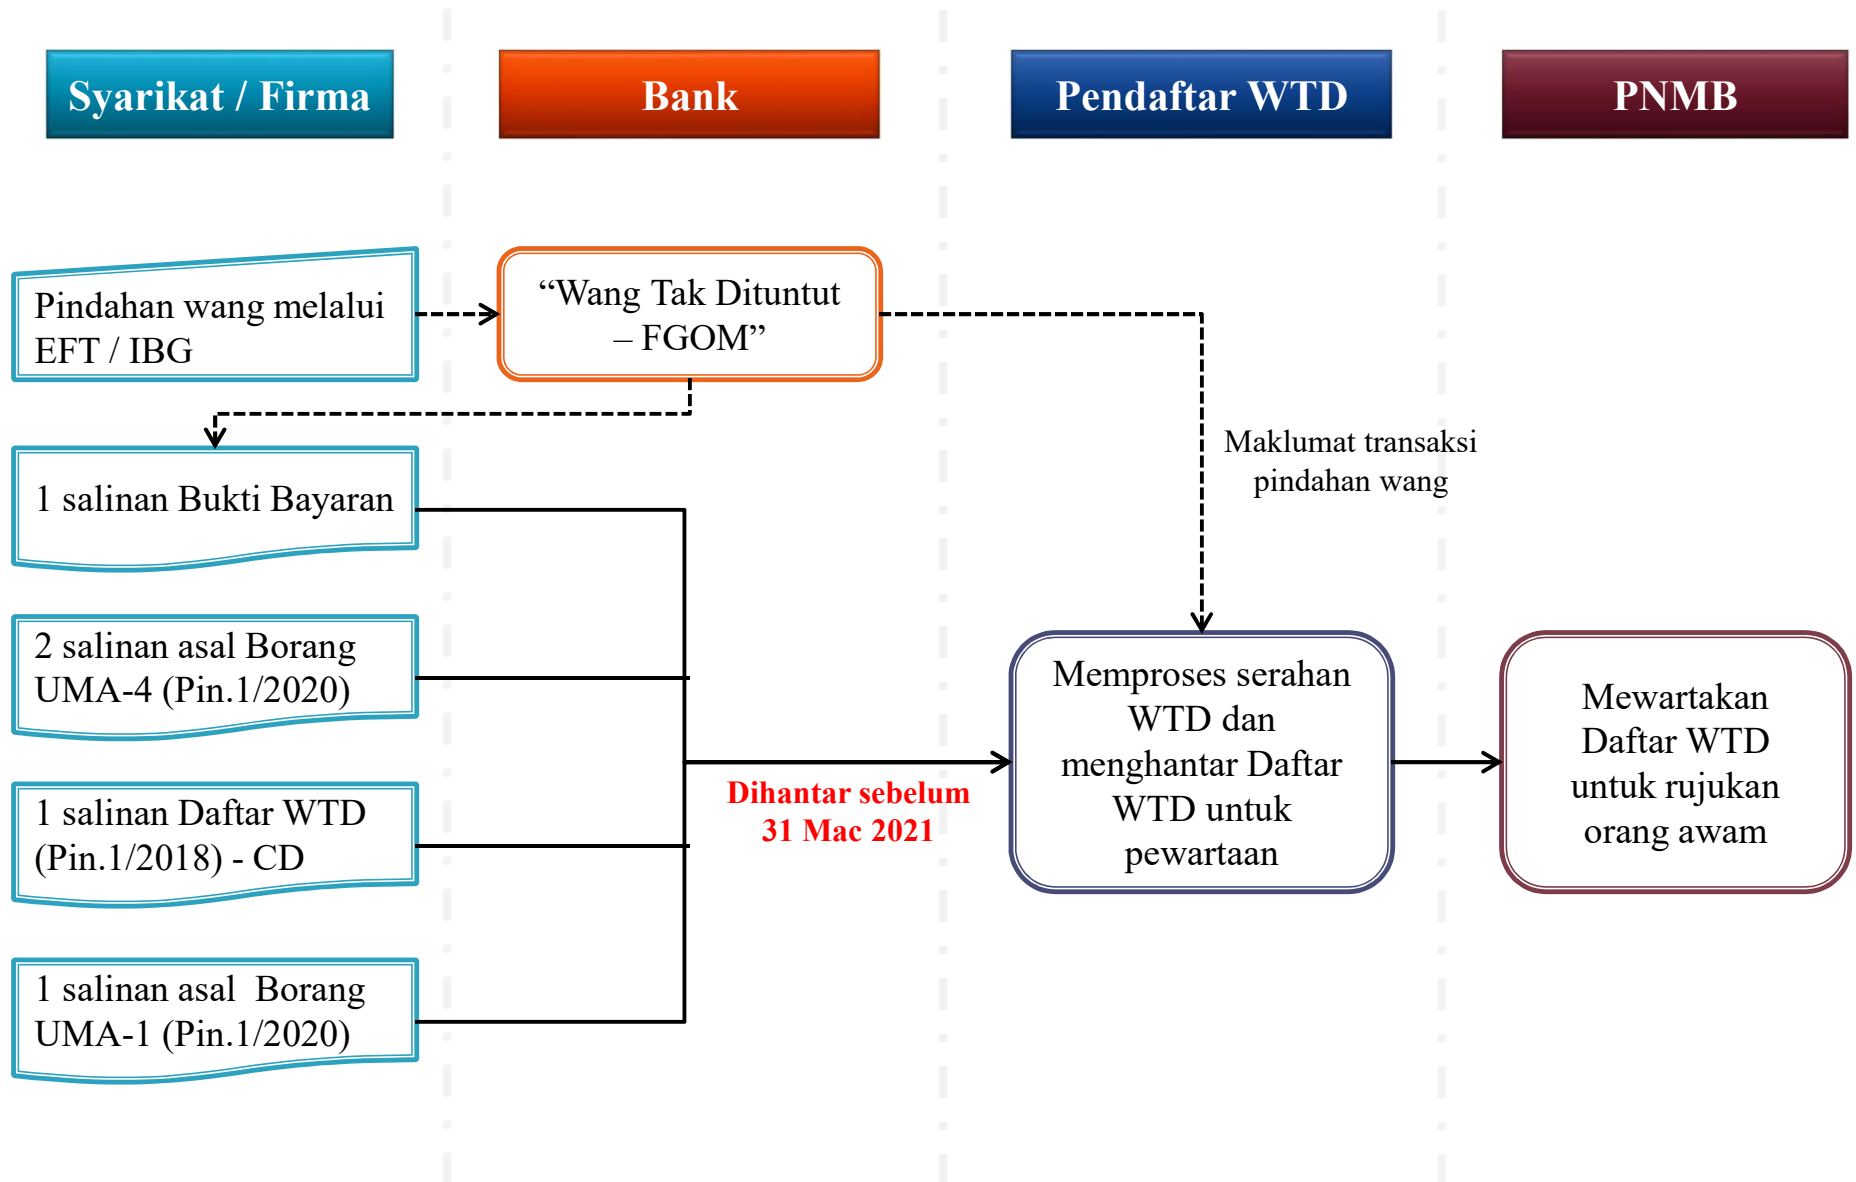 Syarikat / Firma
Bank
Pendaftar WTD
PNMB
Pindahan wang melalui
EFT / IBG
“Wang Tak Dituntut
– FGOM”
Maklumat transaksi
pindahan wang
1 salinan Bukti Bayaran
2 salinan asal Borang
UMA-4 (Pin.1/2020)
1 salinan Daftar WTD
(Pin.1/2018) - CD
1 salinan asal  Borang
UMA-1 (Pin.1/2020)
Dihantar sebelum
31 Mac 2021
Memproses serahan
WTD dan
menghantar Daftar
WTD untuk
pewartaan
Mewartakan
Daftar WTD
untuk rujukan
orang awam